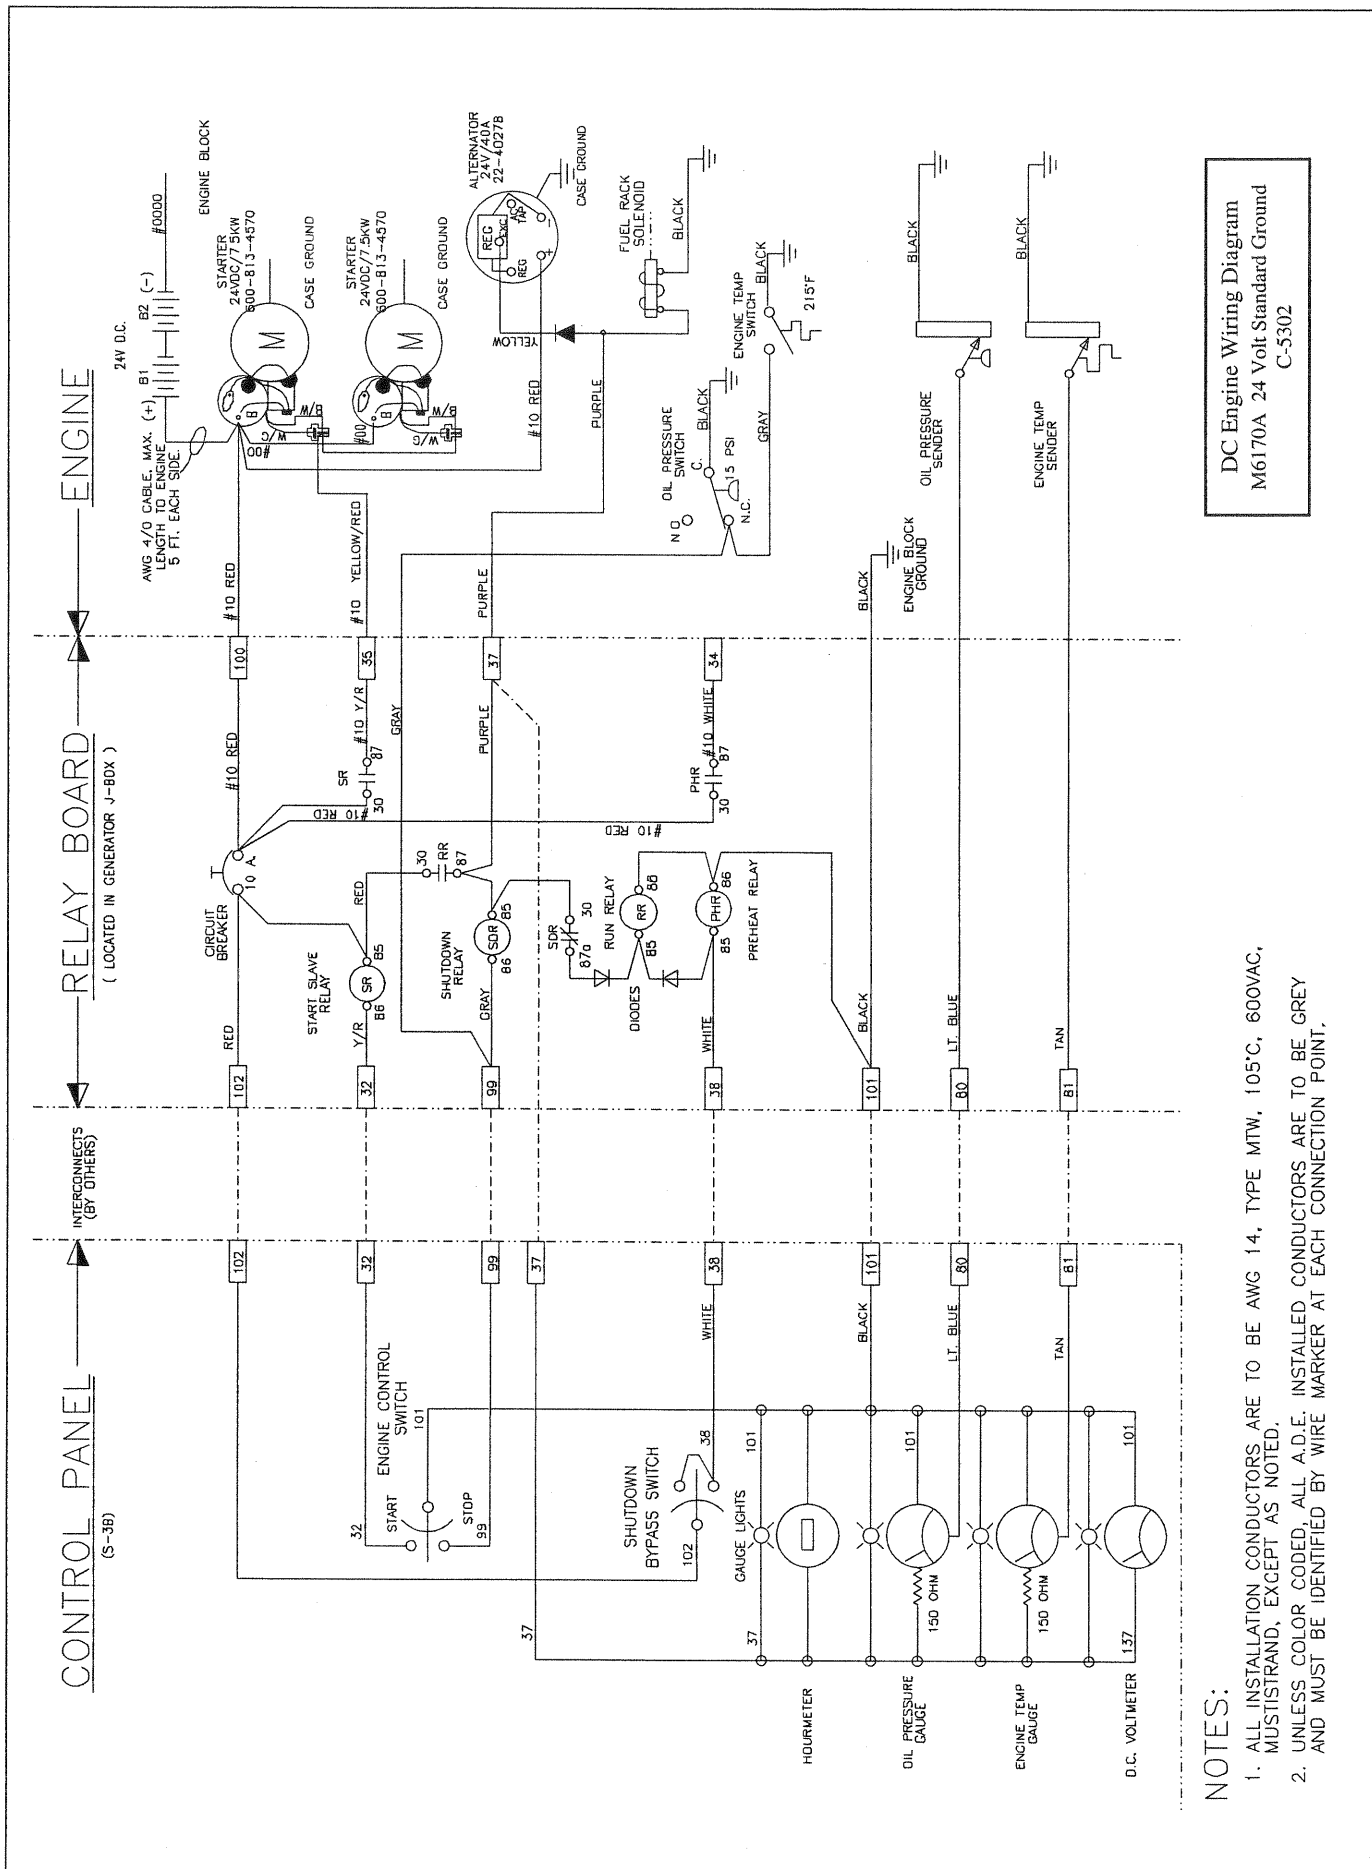 CONTROL PANEL
(S-3B)
INTERCONNECTS
(BY OTHERS)
RELAY BOARD
( LOCATED IN GENERATOR J-BOX )
ENGINE
24V D.C.
AWG 4/0 CABLE. MAX.
LENGTH TO ENGINE
5 FT. EACH SIDE.
(+)
B1
B2
(-)
#0000
ENGINE BLOCK
STARTER
24VDC/7.5KW
600-813-4570
M
B
CASE GROUND
W/G
B/W
#00
#00
STARTER
24VDC/7.5KW
600-813-4570
M
B
CASE GROUND
W/G
B/W
ALTERNATOR
24V/40A
22-4027B
REG
EXC
REG
AC
TAP
+
-
CASE GROUND
YELLOW
#10 RED
PURPLE
FUEL RACK
SOLENOID
BLACK
ENGINE TEMP
SWITCH
BLACK
215°F
OIL PRESSURE
SWITCH
N O
C.
BLACK
15 PSI
N.C.
GRAY
102
RED
CIRCUIT
BREAKER
10 A.
#10 RED
100
#10 RED
102
32
Y/R
START SLAVE
RELAY
SR
86
85
RED
30
RR
87
#10 RED
SR
30
87
#10 Y/R
35
#10 YELLOW/RED
32
99
GRAY
SHUTDOWN
RELAY
SDR
86
85
GRAY
PURPLE
37
PURPLE
99
37
SDR
87a
30
DIODES
RUN RELAY
RR
85
88
#10 RED
38
WHITE
PHR
85
86
PREHEAT RELAY
PHR
30
87
#10 WHITE
34
38
WHITE
101
BLACK
BLACK
ENGINE BLOCK
GROUND
101
BLACK
80
LT. BLUE
OIL PRESSURE
SENDER
BLACK
80
LT. BLUE
81
TAN
ENGINE TEMP
SENDER
BLACK
81
TAN
ENGINE CONTROL
SWITCH
101
32
START
STOP
99
37
SHUTDOWN
BYPASS SWITCH
102
38
GAUGE LIGHTS
37
101
HOURMETER
OIL PRESSURE
GAUGE
150 OHM
101
ENGINE TEMP
GAUGE
150 OHM
D.C. VOLTMETER
137
101
NOTES:
1. ALL INSTALLATION CONDUCTORS ARE TO BE AWG 14, TYPE MTW, 105°C, 600VAC,
MUSTISTRAND, EXCEPT AS NOTED.
2. UNLESS COLOR CODED, ALL A.D.E. INSTALLED CONDUCTORS ARE TO BE GREY
AND MUST BE IDENTIFIED BY WIRE MARKER AT EACH CONNECTION POINT.
DC Engine Wiring Diagram
M6170A 24 Volt Standard Ground
C-5302